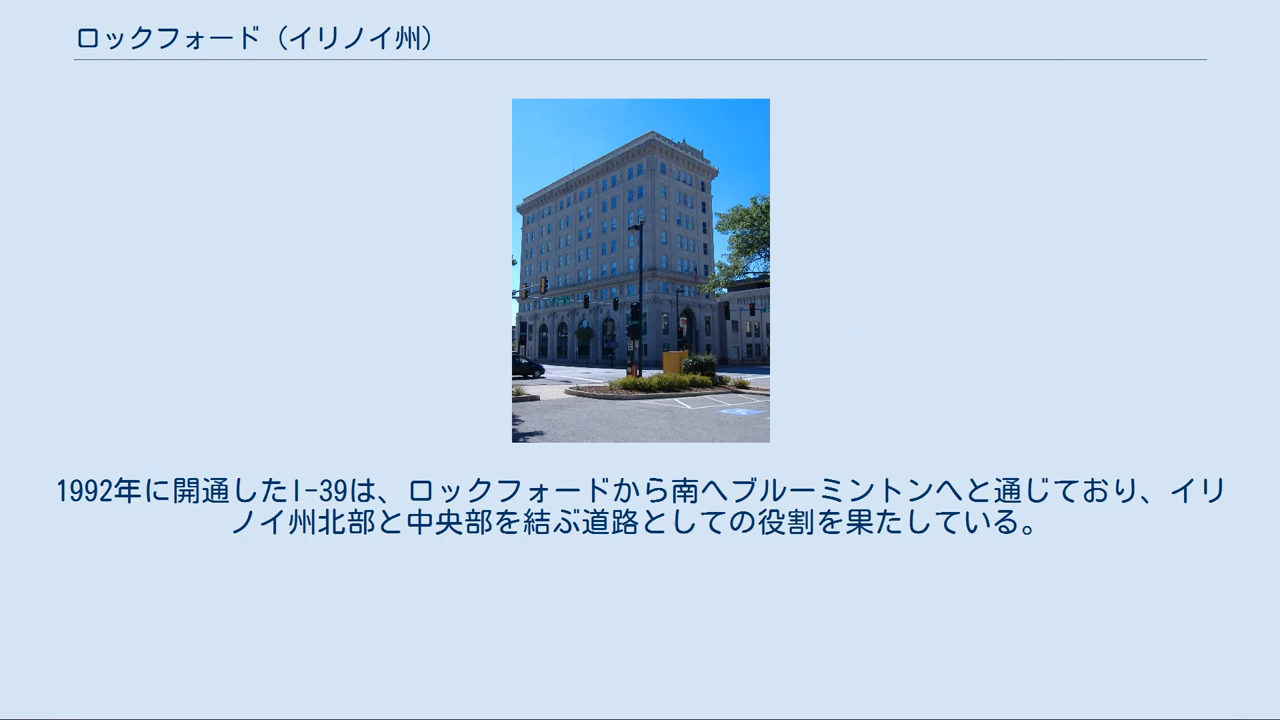 ロックフォード（イリノイ州）
1992年に開通したI-39は、ロックフォードから南へブルーミントンへと通じており、イリ
ノイ州北部と中央部を結ぶ道路としての役割を果たしている。